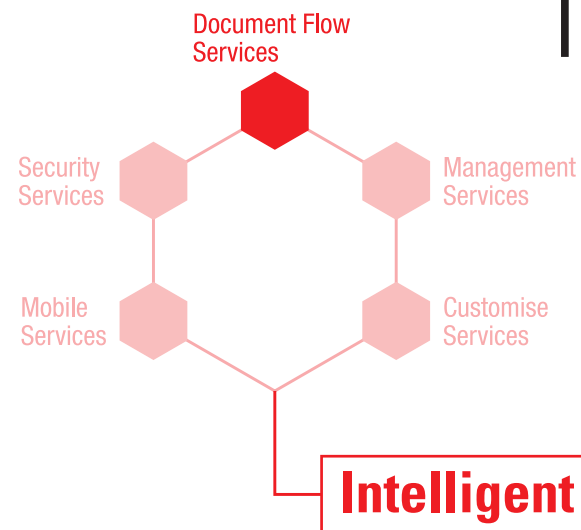 Document Flow
Services
Security
Services
Management
Services
Mobile
Services
Customise
Services
Intelligent